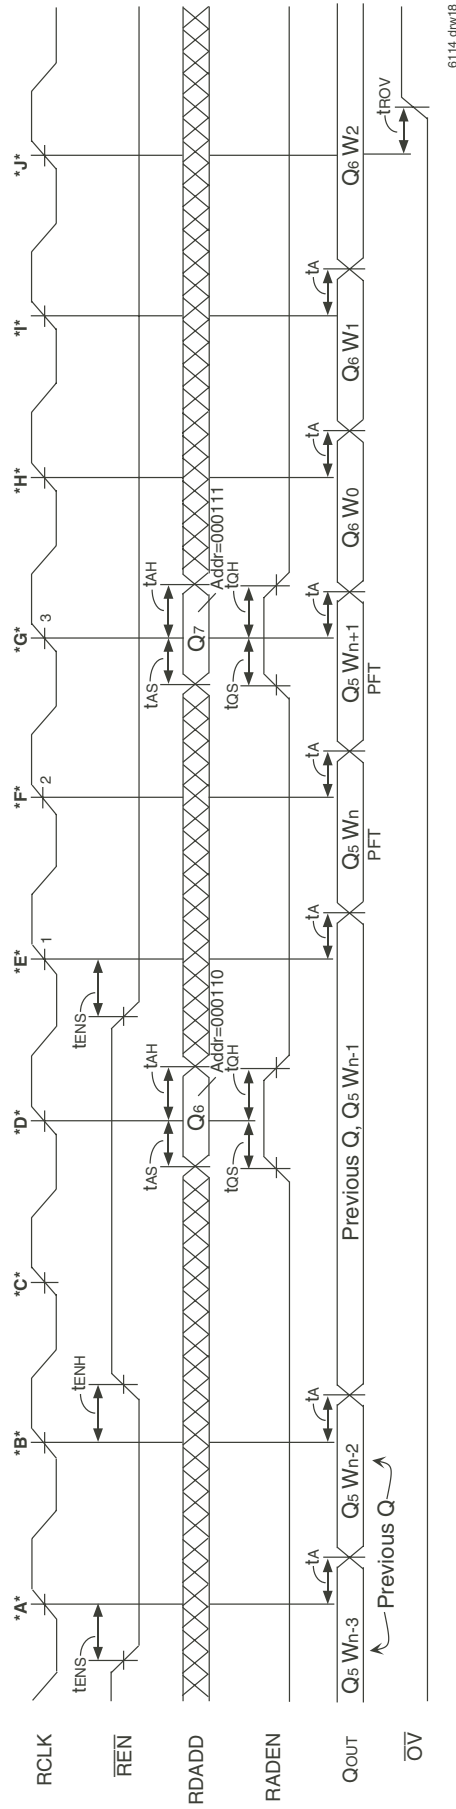 *A* *B* *C* *D* *E* *F* *G* *H* *I* *J*
1 2 3
RCLK
tENS tENH tENS
REN
tAS tAH tAS tAH
RDADD
Q6 Q7
Addr=000110 Addr=000111
tQS tQH tQS tQH
RADEN
tA tA tA tA tA tA tA tA
QOUT
Q5 Wn-3 Q5 Wn-2 Previous Q, Q5 Wn-1 Q5 Wn Q5 Wn+1 Q6 W0 Q6 W1 Q6 W2
PFT PFT
Previous Q
tROV
OV
6114 drw18